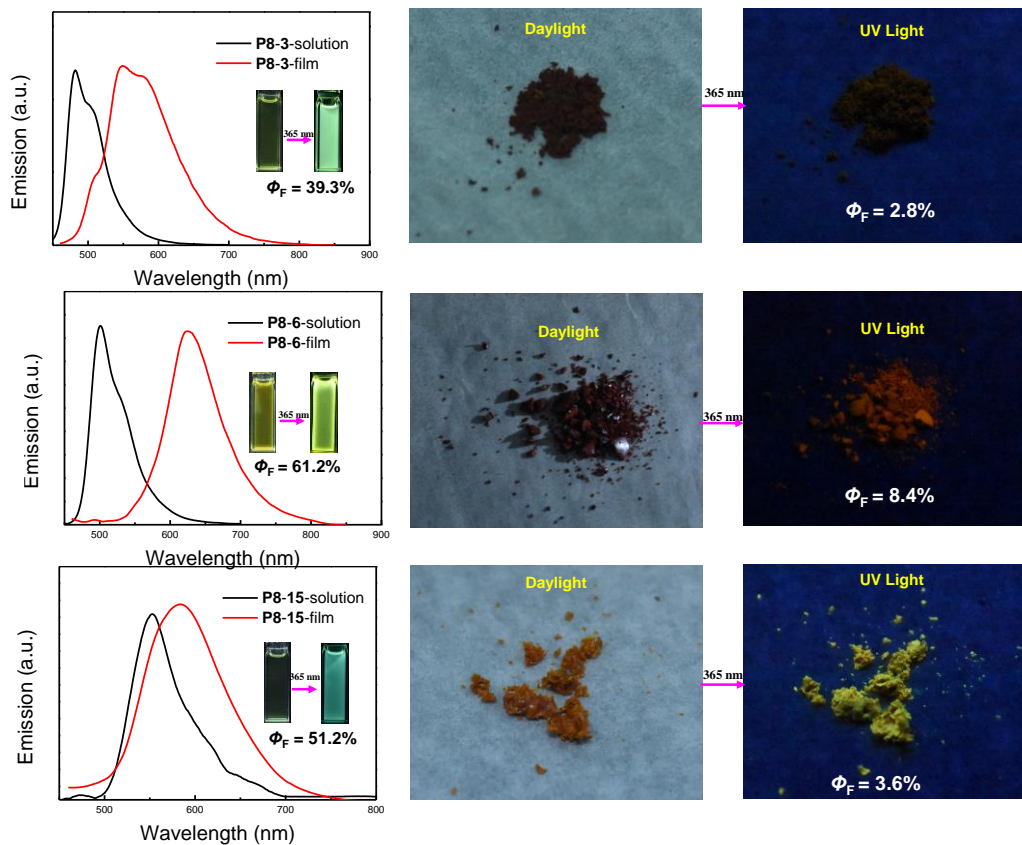 P8-3-solution
P8-3-film
Emission (a.u.)
365 nm
ΦF = 39.3%
500 600 700 800 900
Wavelength (nm)
Daylight
365 nm
UV Light
ΦF = 2.8%
P8-6-solution
P8-6-film
Emission (a.u.)
365 nm
ΦF = 61.2%
500 600 700 800 900
Wavelength (nm)
Daylight
365 nm
UV Light
ΦF = 8.4%
P8-15-solution
P8-15-film
Emission (a.u.)
365 nm
ΦF = 51.2%
500 600 700 800
Wavelength (nm)
Daylight
365 nm
UV Light
ΦF = 3.6%